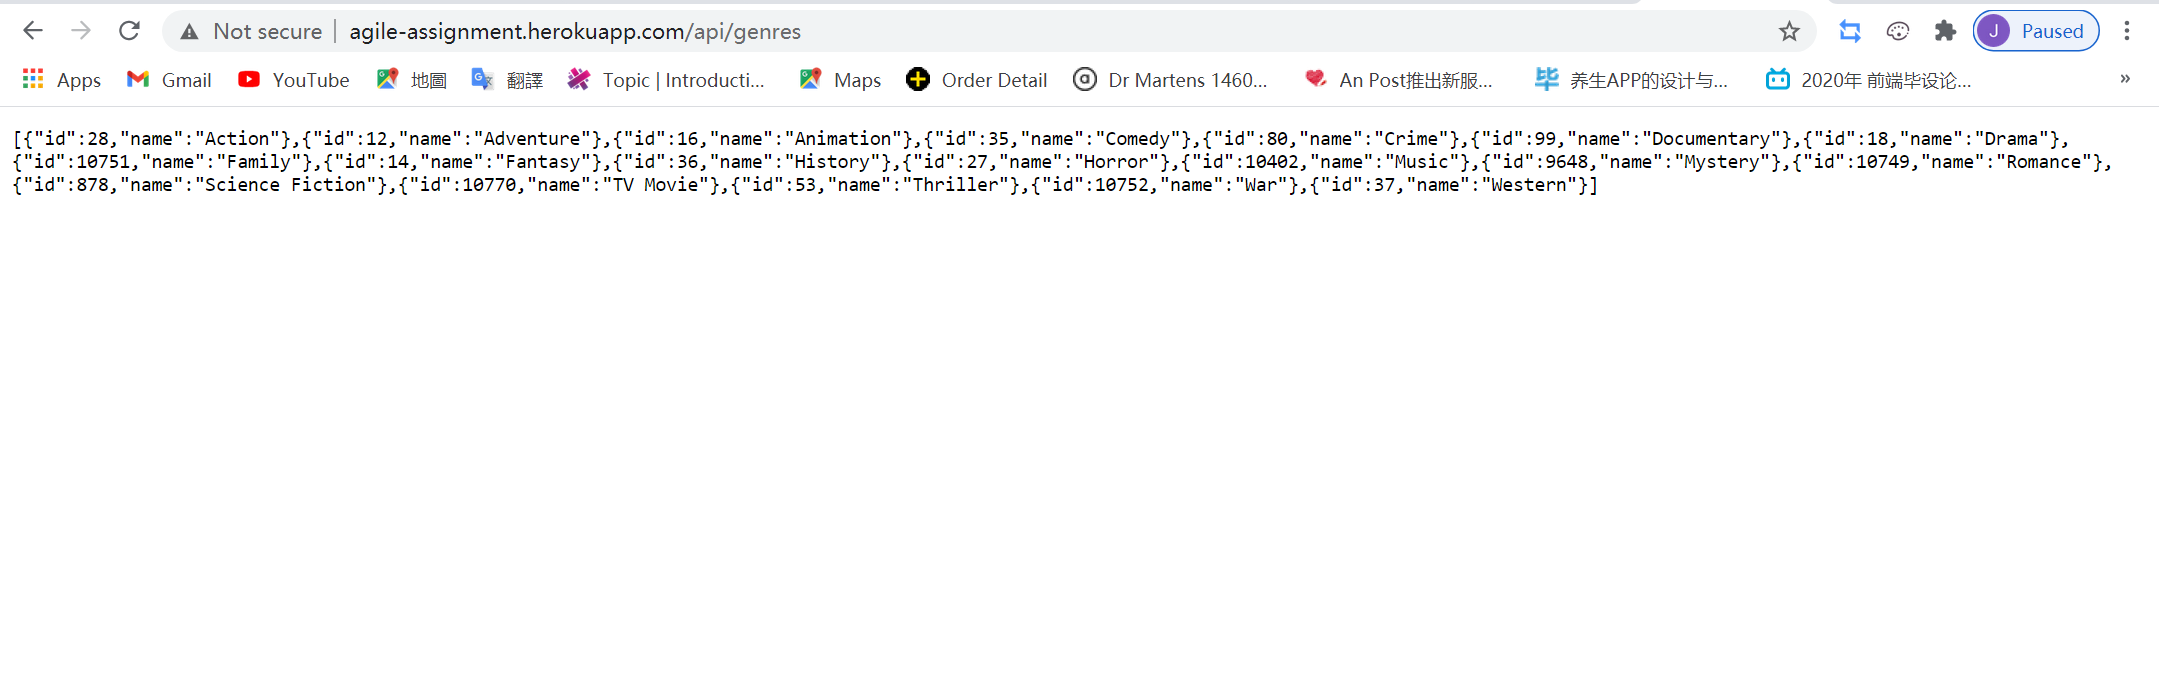 Not secure | agile-assignment.herokuapp.com/api/genres J Paused
Apps Gmail YouTube 地圖 翻譯 Topic | Introducti... Maps Order Detail Dr Martens 1460... An Post推出新服... 养生APP的设计与... 2020年 前端毕设论... »
[{"id":28,"name":"Action"},{"id":12,"name":"Adventure"},{"id":16,"name":"Animation"},{"id":35,"name":"Comedy"},{"id":80,"name":"Crime"},{"id":99,"name":"Documentary"},{"id":18,"name":"Drama"},
{"id":10751,"name":"Family"},{"id":14,"name":"Fantasy"},{"id":36,"name":"History"},{"id":27,"name":"Horror"},{"id":10402,"name":"Music"},{"id":9648,"name":"Mystery"},{"id":10749,"name":"Romance"},
{"id":878,"name":"Science Fiction"},{"id":10770,"name":"TV Movie"},{"id":53,"name":"Thriller"},{"id":10752,"name":"War"},{"id":37,"name":"Western"}]